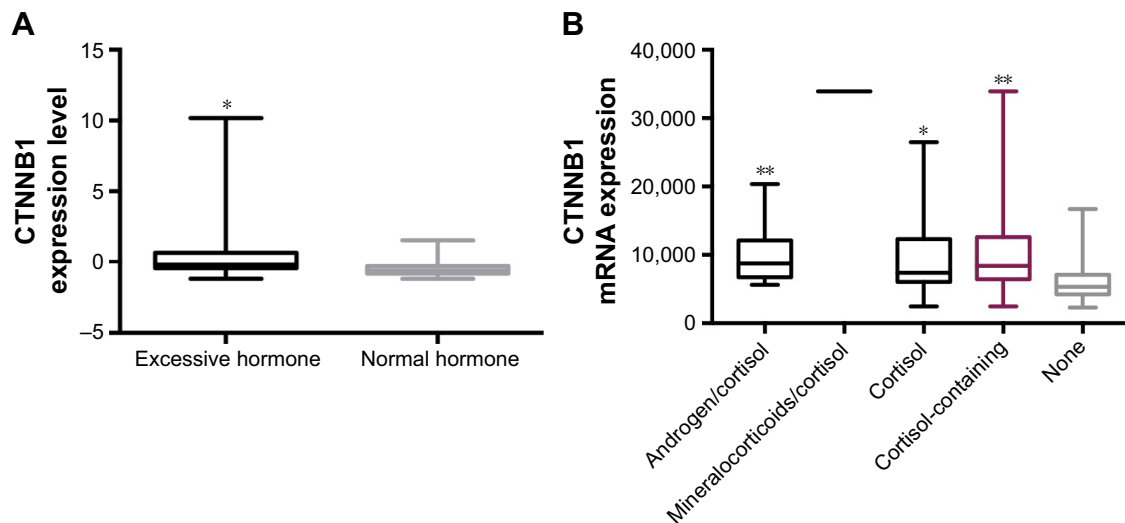 A
CTNNB1
expression level
15
10
5
0
–5
*
Excessive hormone
Normal hormone
B
CTNNB1
mRNA expression
40,000
30,000
20,000
10,000
0
**
*
**
Androgen/cortisol
Mineralocorticoids/cortisol
Cortisol
Cortisol-containing
None